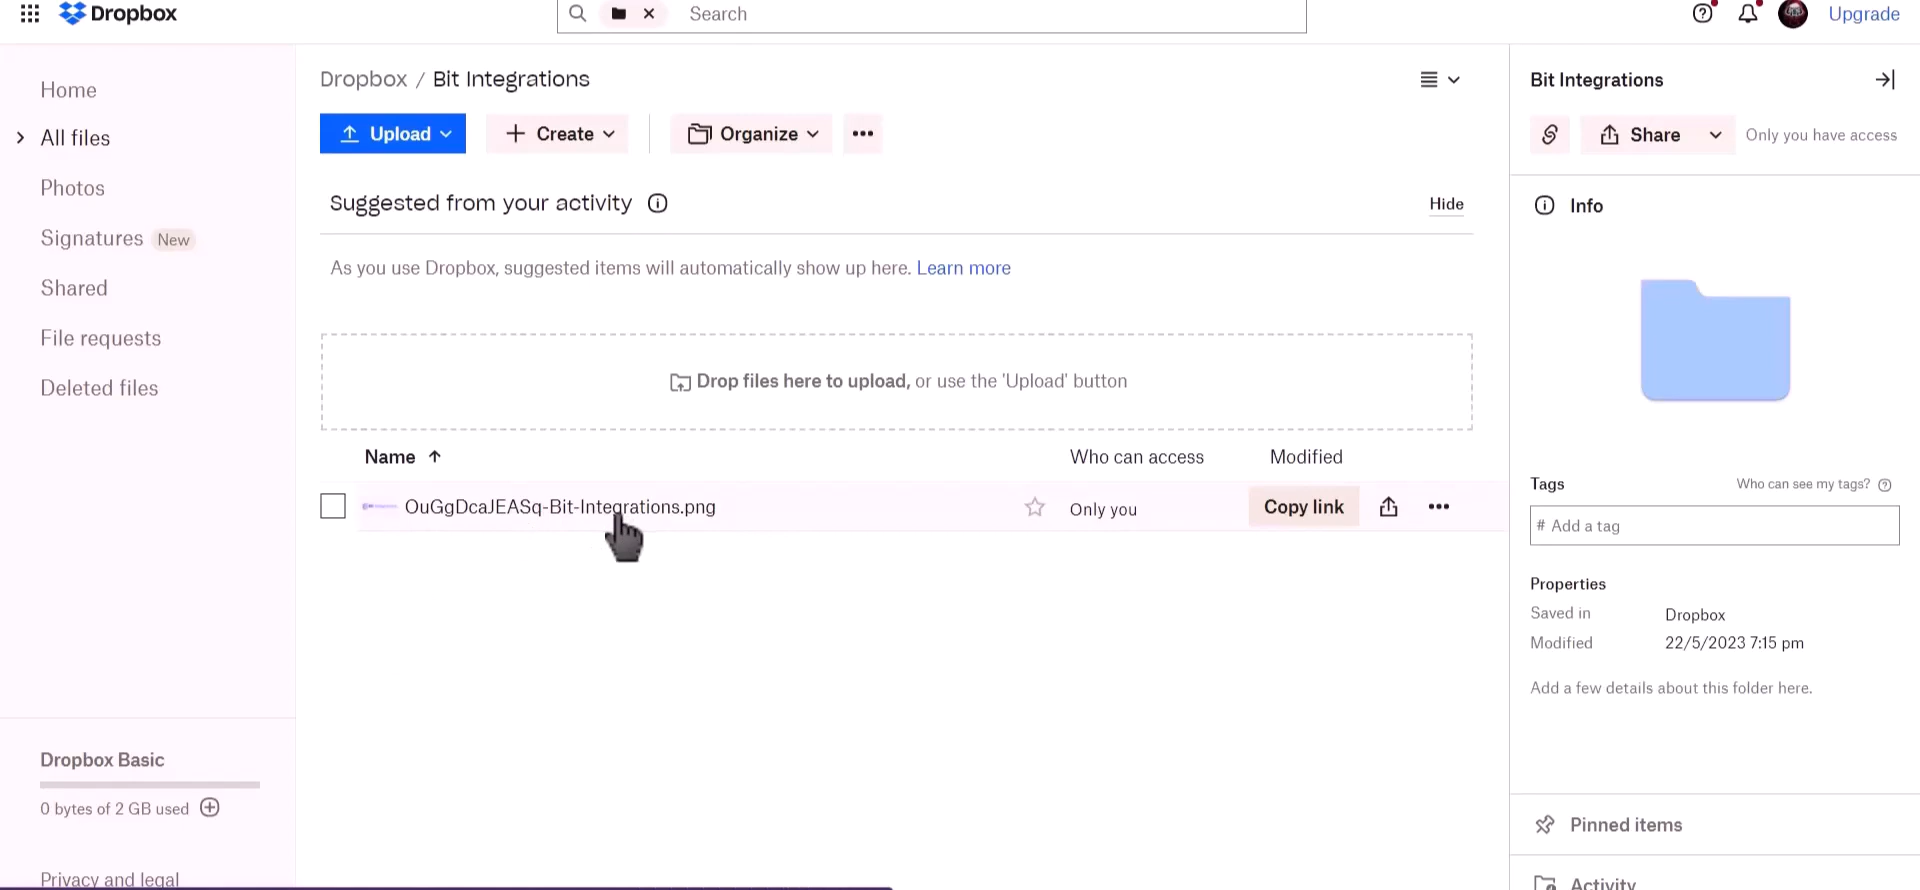 Dropbox
Search
Upgrade
Home
All files
Photos
Signatures New
Shared
File requests
Deleted files
Dropbox Basic
0 bytes of 2 GB used
Privacy and legal
Dropbox / Bit Integrations
Upload
Create
Organize
Suggested from your activity
Hide
As you use Dropbox, suggested items will automatically show up here. Learn more
Drop files here to upload, or use the 'Upload' button
Name Who can access Modified
OuGgDcaJEASq-Bit-Integrations.png Only you Copy link
Bit Integrations
Share Only you have access
Info
Tags Who can see my tags?
# Add a tag
Properties
Saved in Dropbox
Modified 22/5/2023 7:15 pm
Add a few details about this folder here.
Pinned items
Activity